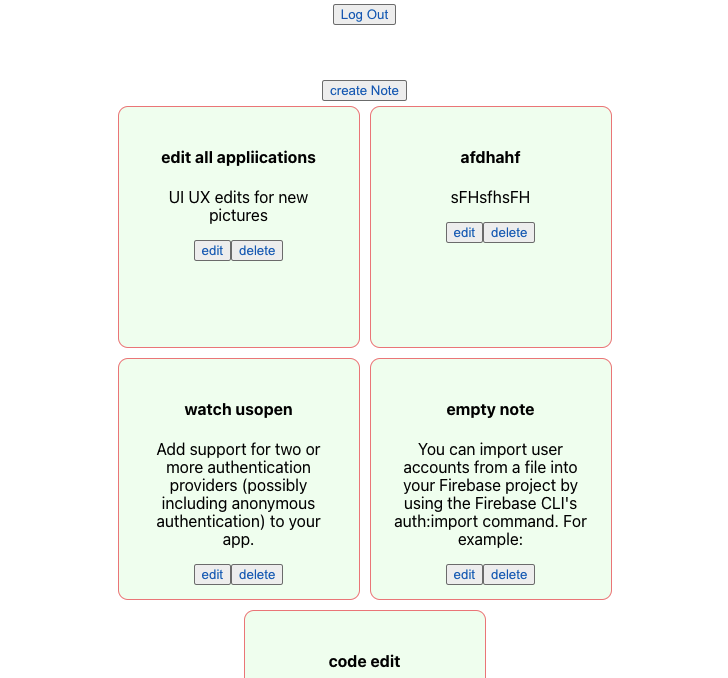 Log Out
create Note
edit all appliications
UI UX edits for new
pictures
edit delete
afdhahf
sFHsfhsFH
edit delete
watch usopen
Add support for two or
more authentication
providers (possibly
including anonymous
authentication) to your
app.
edit delete
empty note
You can import user
accounts from a file into
your Firebase project by
using the Firebase CLI's
auth:import command. For
example:
edit delete
code edit